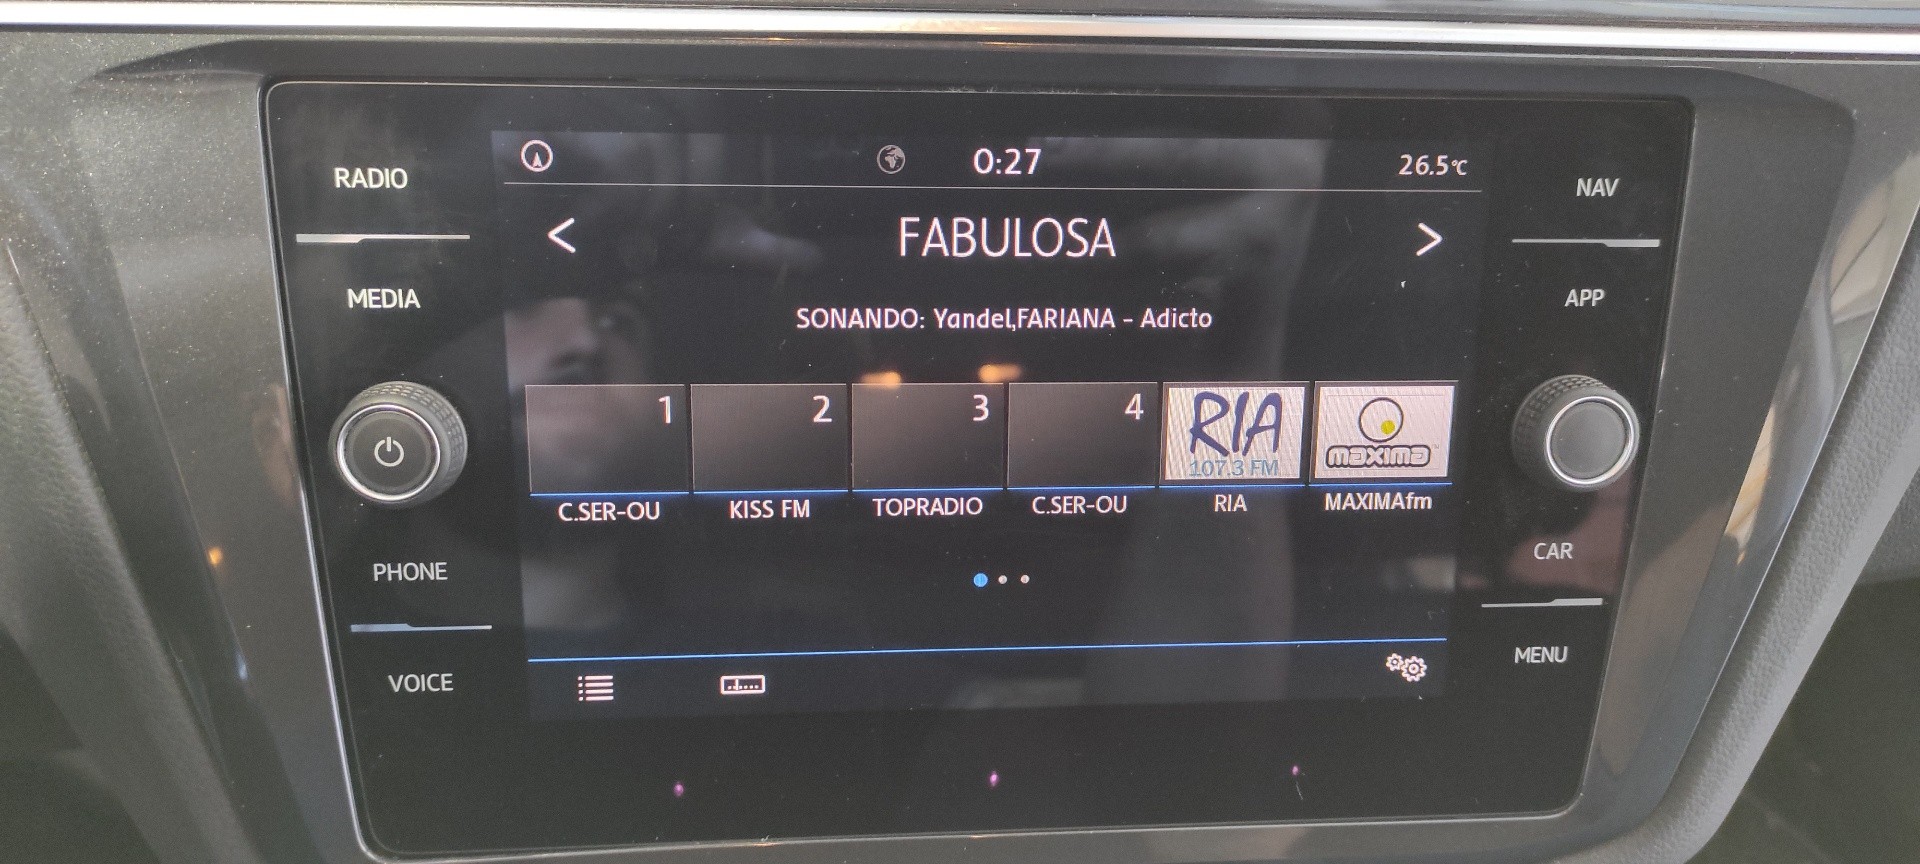 RADIO
MEDIA
PHONE
VOICE
0:27
26.5°C
< FABULOSA >
SONANDO: Yandel,FARIANA - Adicto
1 2 3 4
RIA
107.3 FM
maxima
C.SER-OU KISS FM TOPRADIO C.SER-OU RIA MAXIMAfm
NAV
APP
CAR
MENU